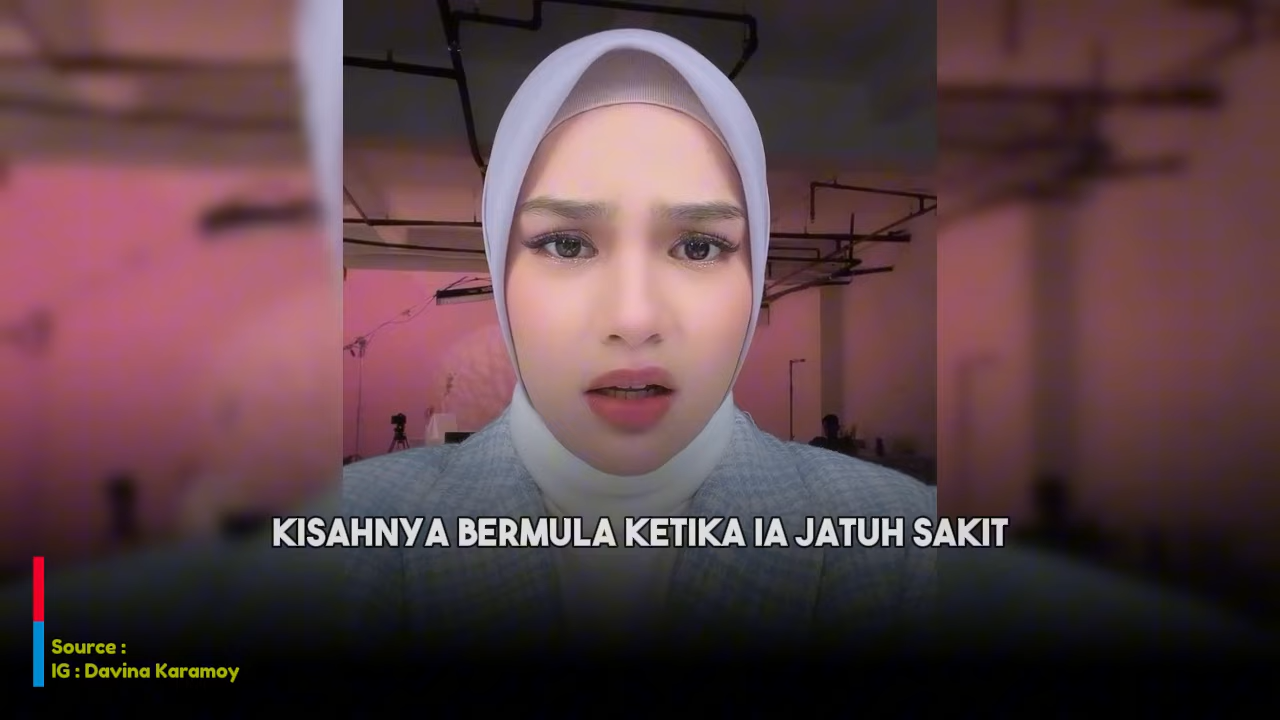 KISAHNYA BERMULA KETIKA IA JATUH SAKIT
Source :
IG : Davina Karamoy